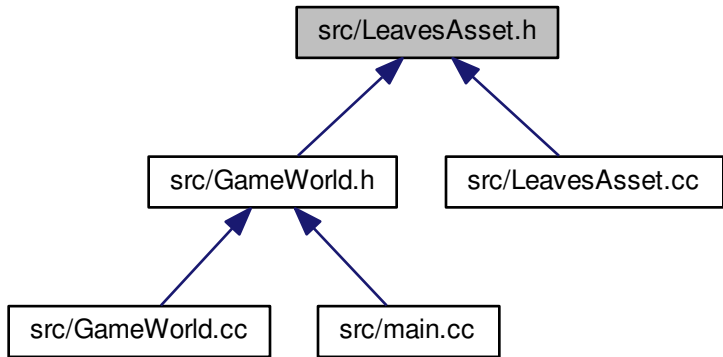 src/LeavesAsset.h
src/GameWorld.h
src/LeavesAsset.cc
src/GameWorld.cc
src/main.cc